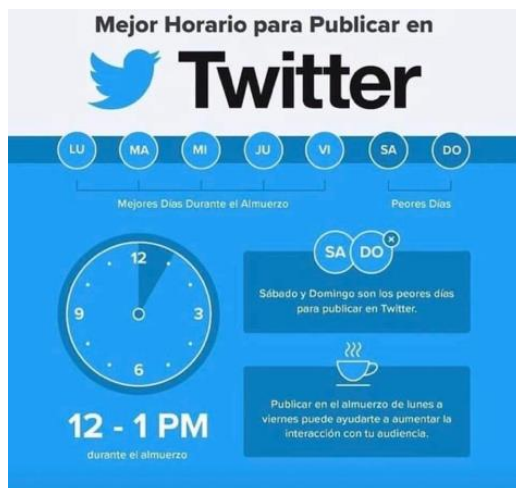 Mejor Horario para Publicar en
Twitter
LU MA MI JU VI SA DO
Mejores Días Durante el Almuerzo
Peores Días
12
3
6
9
12 - 1 PM
durante el almuerzo
SA DO x
Sábado y Domingo son los peores días
para publicar en Twitter.
Publicar en el almuerzo de lunes a
viernes puede ayudarte a aumentar la
interacción con tu audiencia.